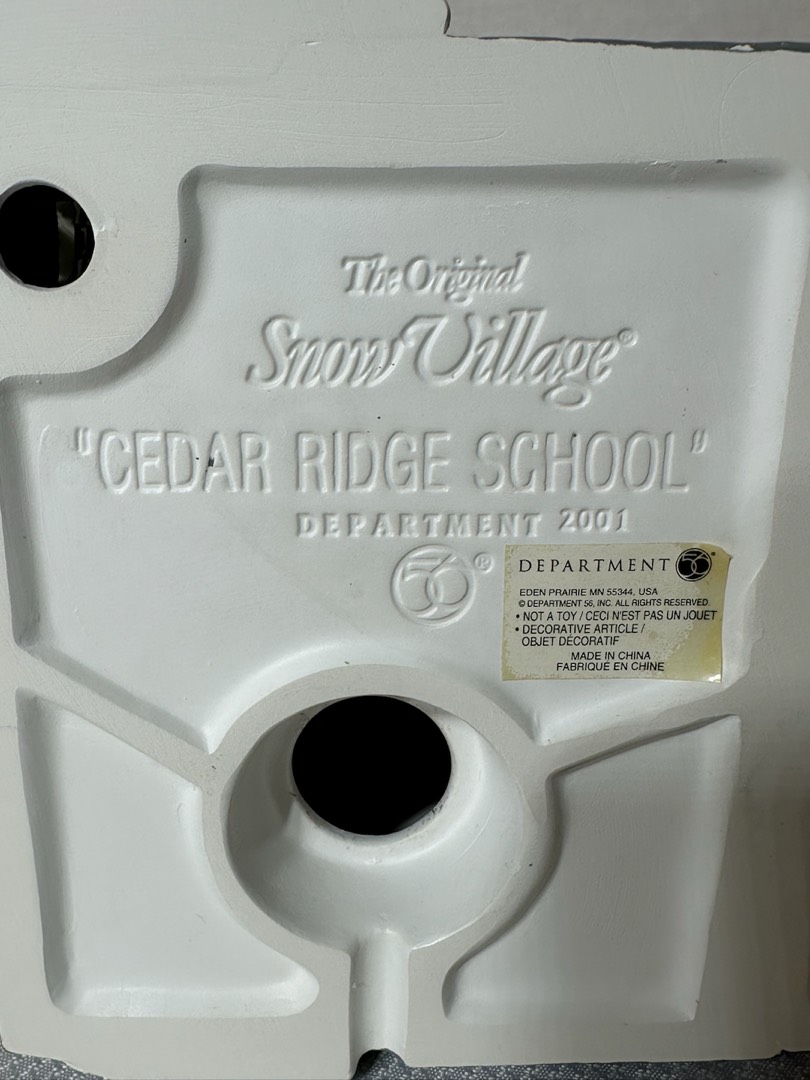 The Original
Snow Village®
"CEDAR RIDGE SCHOOL"
DEPARTMENT 2001
56®
DEPARTMENT 56®
EDEN PRAIRIE MN 55344, USA
© DEPARTMENT 56, INC. ALL RIGHTS RESERVED.
• NOT A TOY / CECI N'EST PAS UN JOUET
• DECORATIVE ARTICLE /
OBJET DÉCORATIF
MADE IN CHINA
FABRIQUÉ EN CHINE